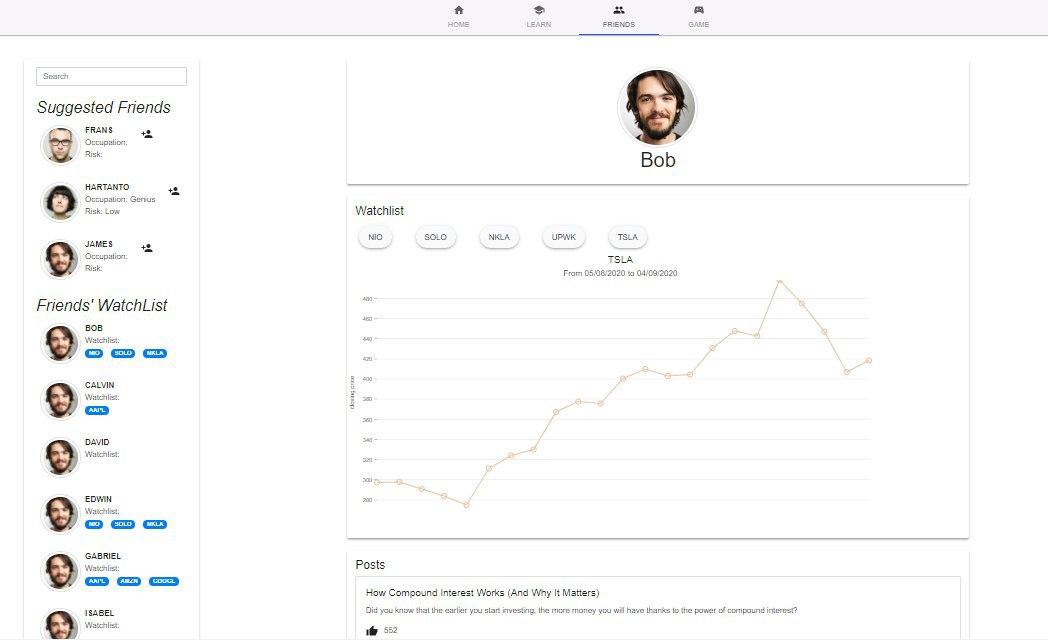 HOME
LEARN
FRIENDS
GAME
Search
Suggested Friends
FRANS
Occupation:
Risk:
HARTANTO
Occupation: Genius
Risk: Low
JAMES
Occupation:
Risk:
Friends' WatchList
BOB
Watchlist:
NIO SOLO NKLA
CALVIN
Watchlist:
AAPL
DAVID
Watchlist:
EDWIN
Watchlist:
NIO SOLO NKLA
GABRIEL
Watchlist:
AAPL AMZN GOOGL
ISABEL
Watchlist:
Bob
Watchlist
NIO SOLO NKLA UPWK TSLA
TSLA
From 05/08/2020 to 04/09/2020
closing price
480
460
440
420
400
380
360
340
320
300
280
Posts
How Compound Interest Works (And Why It Matters)
Did you know that the earlier you start investing, the more money you will have thanks to the power of compound interest?
552